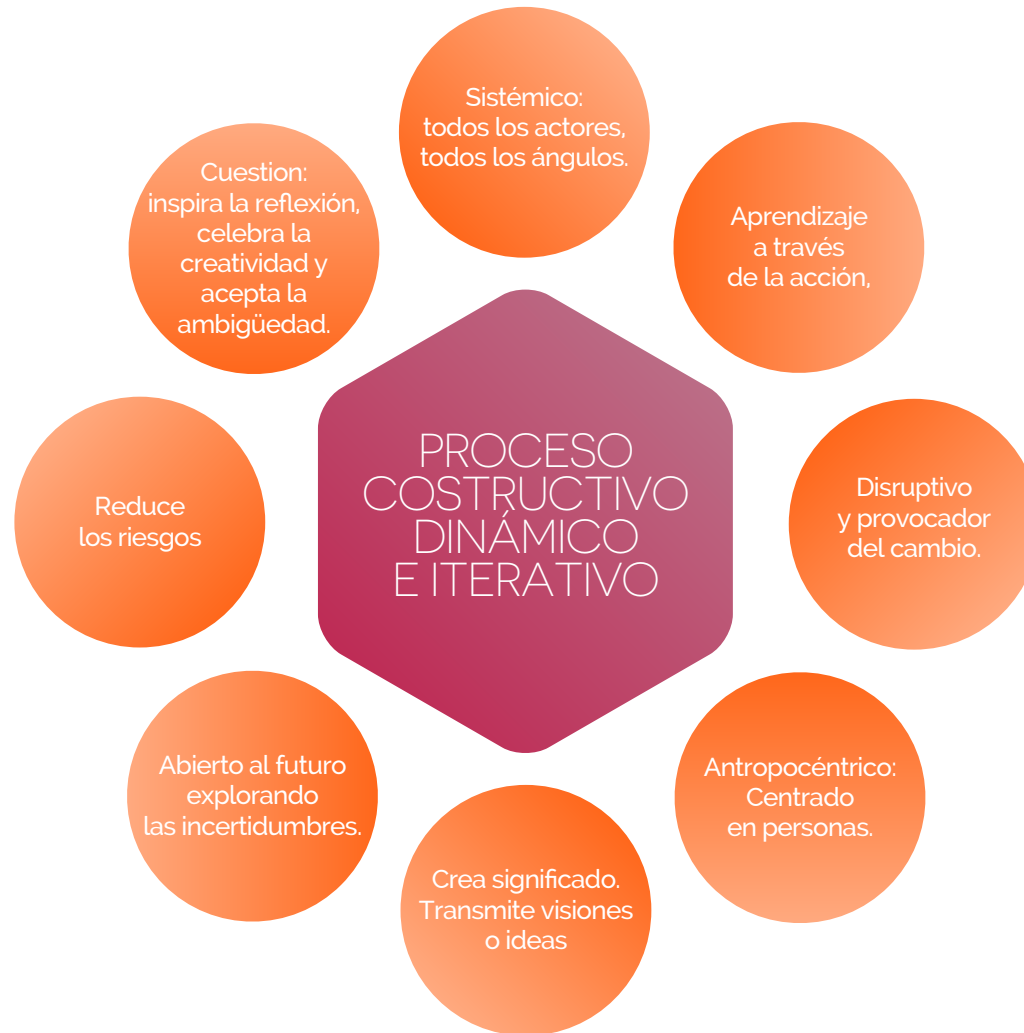 Sistémico:
todos los actores,
todos los ángulos.
Aprendizaje
a través
de la acción,
Disruptivo
y provocador
del cambio.
Antropocéntrico:
Centrado
en personas.
Crea significado.
Transmite visiones
o ideas
Abierto al futuro
explorando
las incertidumbres.
Reduce
los riesgos
Cuestion:
inspira la reflexión,
celebra la
creatividad y
acepta la
ambigüedad.
PROCESO
COSTRUCTIVO
DINÁMICO
E ITERATIVO